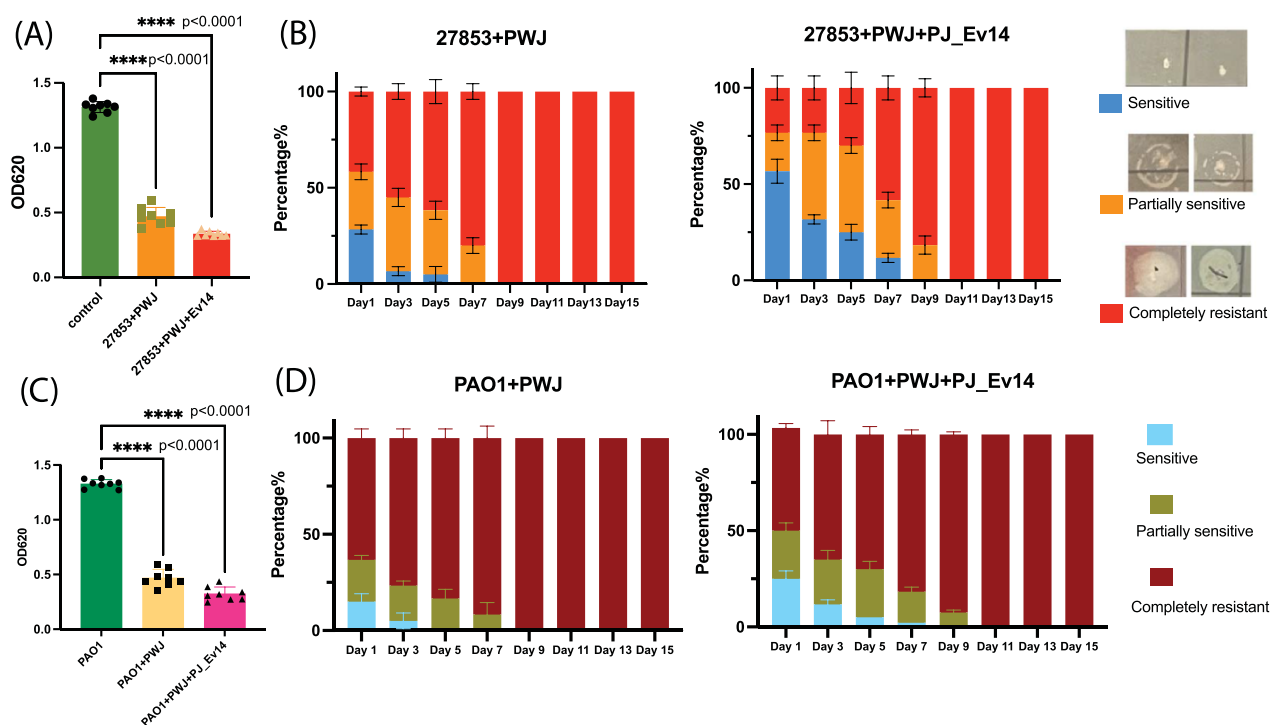 (A)
**** p<0.0001
****p<0.0001
OD620
1.5
1.0
0.5
0.0
control
27853+PWJ
27853+PWJ+Ev14
(B)
27853+PWJ
Percentage%
100
50
0
Day1 Day3 Day5 Day7 Day9 Day11 Day13 Day15
27853+PWJ+PJ_Ev14
Percentage%
100
50
0
Day1 Day3 Day5 Day7 Day9 Day11 Day13 Day15
Sensitive
Partially sensitive
Completely resistant
(C)
**** p<0.0001
**** p<0.0001
OD620
1.5
1.0
0.5
0.0
PAO1
PAO1+PWJ
PAO1+PWJ+PJ_Ev14
(D)
PAO1+PWJ
Percentage%
100
50
0
Day 1 Day 3 Day 5 Day 7 Day 9 Day 11 Day 13 Day 15
PAO1+PWJ+PJ_Ev14
Percentage%
100
50
0
Day 1 Day 3 Day 5 Day 7 Day 9 Day 11 Day 13 Day 15
Sensitive
Partially sensitive
Completely resistant